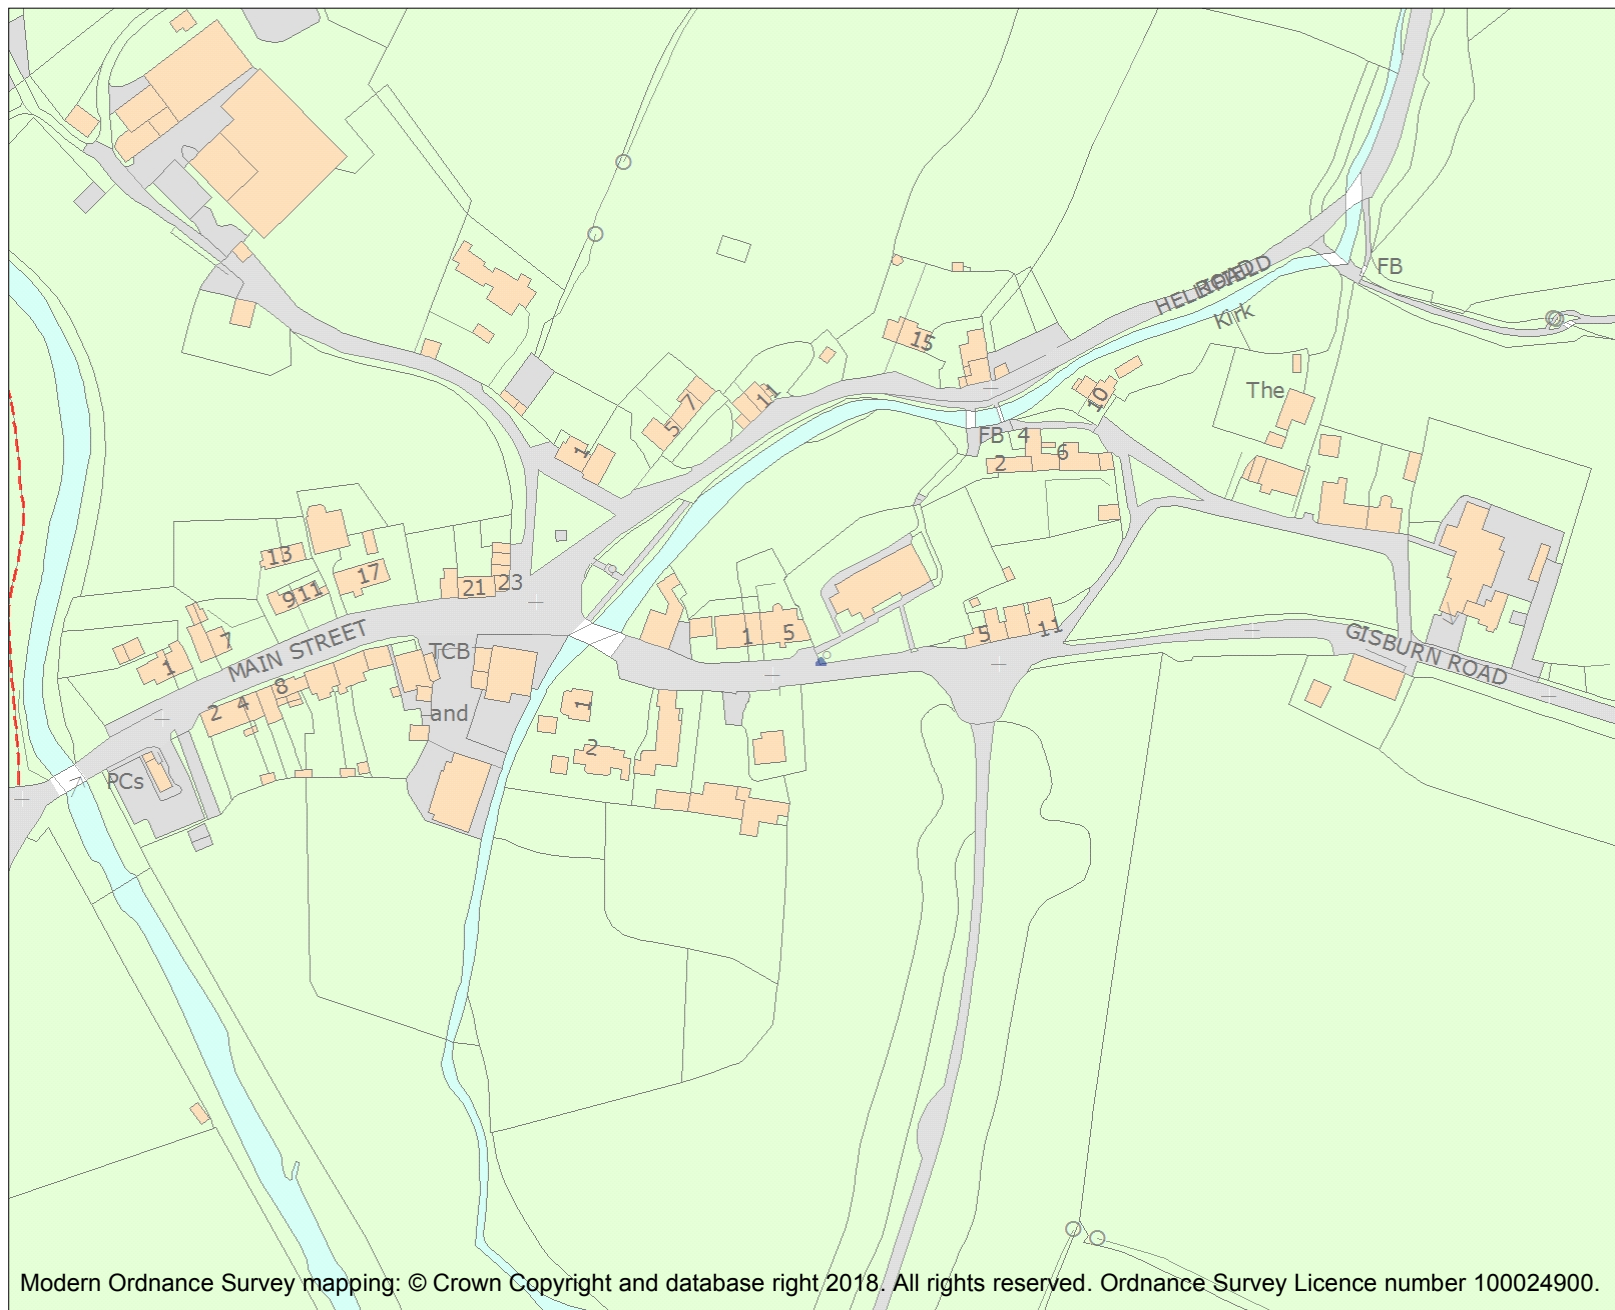 HELLIFIELD ROAD
Kirk
FB
15
The
7
11
5
10
1
FB
4
6
2
13
17
9
11
21
23
7
1
MAIN STREET
TCB
and
8
4
2
PCs
1
5
5
11
GISBURN ROAD
1
2
Modern Ordnance Survey mapping: © Crown Copyright and database right 2018. All rights reserved. Ordnance Survey Licence number 100024900.